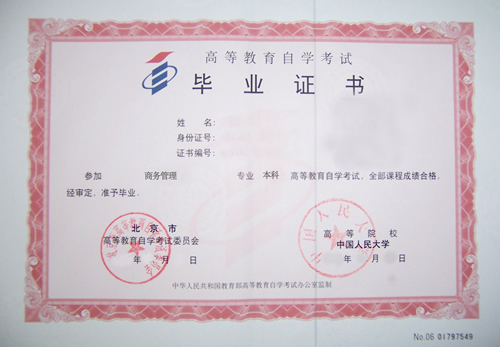 高等教育自学考试
毕业证书
姓 名：
身份证号：
证书编号：
参加 商务管理 专业 本科 高等教育自学考试，全部课程成绩合格，
经审定，准予毕业。
北京市
高等教育自学考试委员会
年 月 日
高等院校
中国人民大学
年 月 日
中华人民共和国教育部高等教育自学考试办公室监制
No.06 01797549